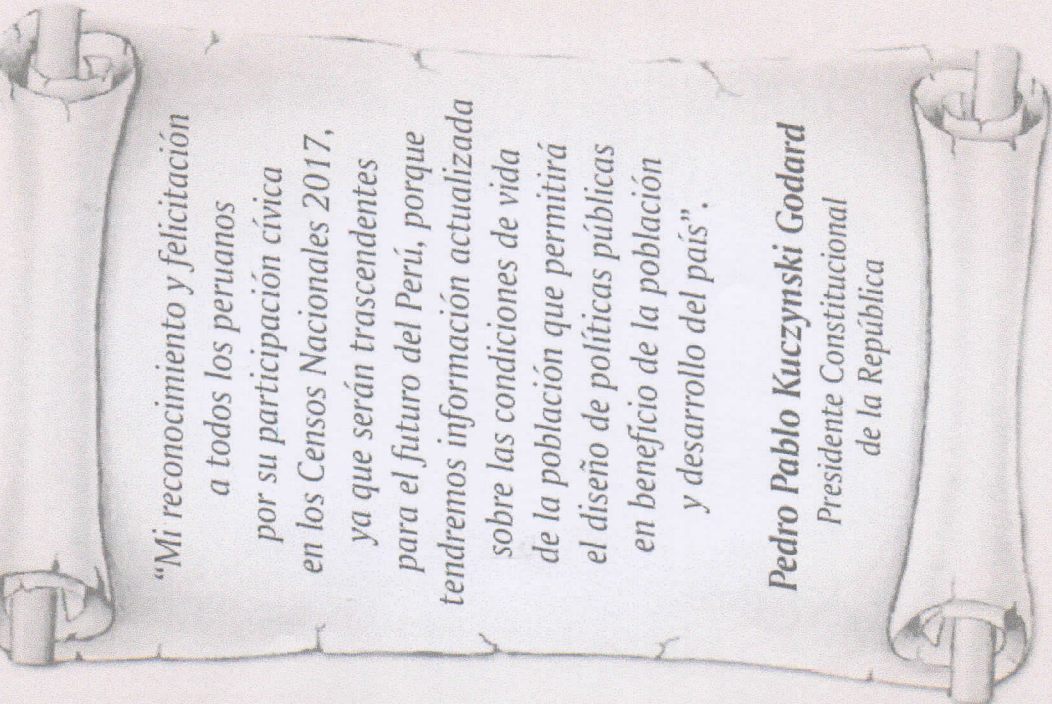 “Mi reconocimiento y felicitación
a todos los peruanos
por su participación cívica
en los Censos Nacionales 2017,
ya que serán trascendentes
para el futuro del Perú, porque
tendremos información actualizada
sobre las condiciones de vida
de la población que permitirá
el diseño de políticas públicas
en beneficio de la población
y desarrollo del país”.
Pedro Pablo Kuczynski Godard
Presidente Constitucional
de la República